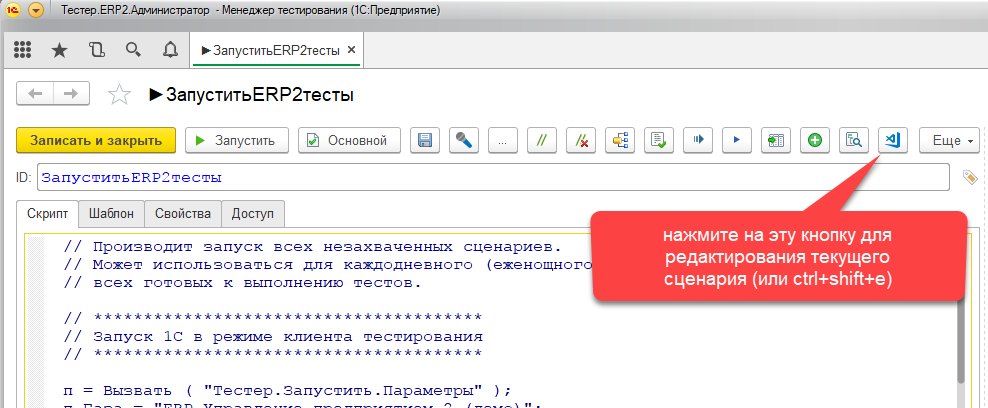 Тестер.ERP2.Администратор - Менеджер тестирования (1С:Предприятие)
►ЗапуститьERP2тесты ×
►ЗапуститьERP2тесты
Записать и закрыть Запустить Основной ... // // Еще
ID: ЗапуститьERP2тесты
Скрипт Шаблон Свойства Доступ
нажмите на эту кнопку для
редактирования текущего
сценария (или ctrl+shift+e)
// Производит запуск всех незахваченных сценариев.
// Может использоваться для каждодневного (еженощного
// всех готовых к выполнению тестов.
// ****************************************
// Запуск 1С в режиме клиента тестирования
// ****************************************
п = Вызвать ( "Тестер.Запустить.Параметры" );